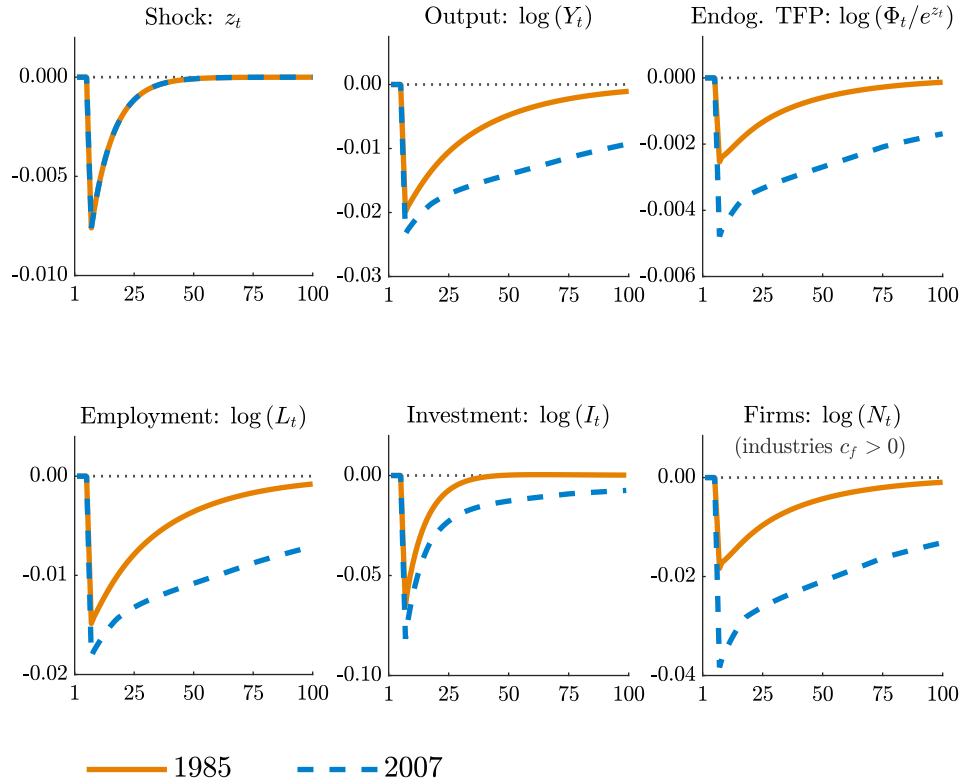 Shock: z_t
0.000
-0.005
-0.010
1 25 50 75 100
Output: log (Y_t)
0.00
-0.01
-0.02
-0.03
1 25 50 75 100
Endog. TFP: log (Φ_t/e^{z_t})
0.000
-0.002
-0.004
-0.006
1 25 50 75 100
Employment: log (L_t)
0.00
-0.01
-0.02
1 25 50 75 100
Investment: log (I_t)
0.00
-0.05
-0.10
1 25 50 75 100
Firms: log (N_t)
(industries c_f > 0)
0.00
-0.02
-0.04
1 25 50 75 100
1985 2007